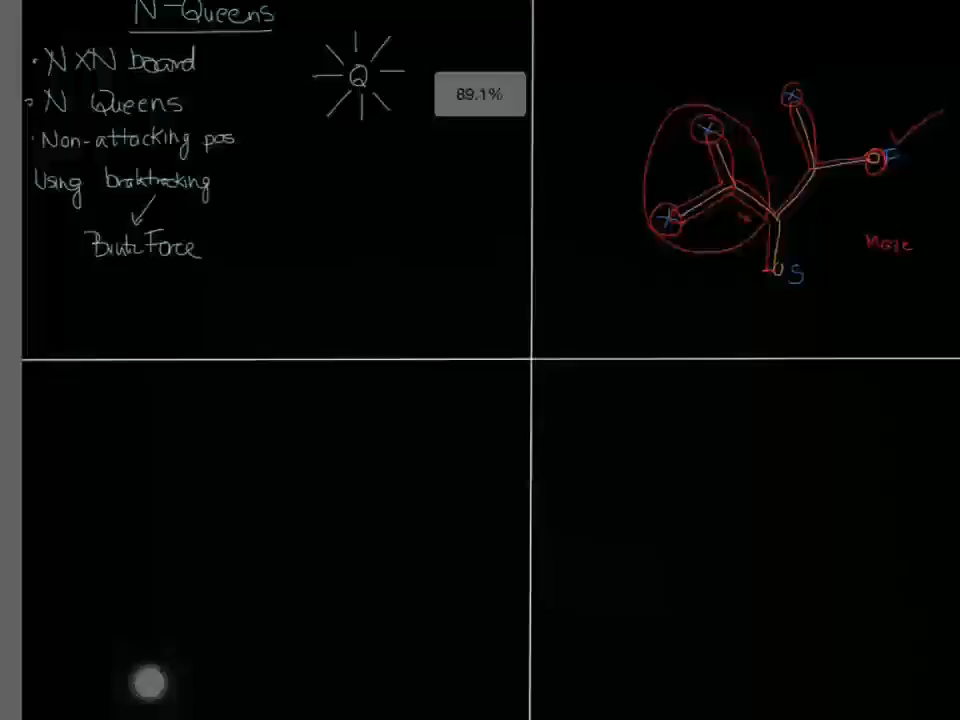 N-Queens
• N×N board
• N Queens
• Non-attacking pos
Using backtracking
Brute Force
Q
89.1%
X
X
X
F
S
Maze